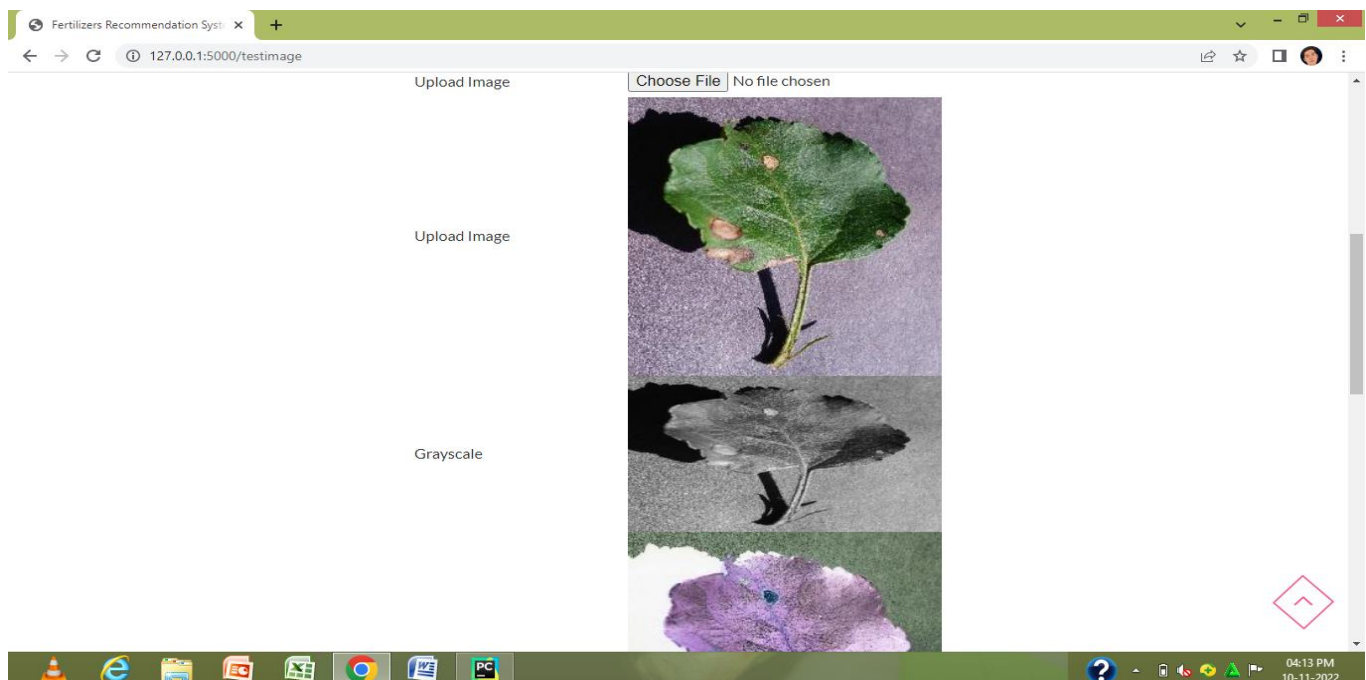 Fertilizers Recommendation Syst
127.0.0.1:5000/testimage
Upload Image
Choose File No file chosen
Upload Image
Grayscale
PC
04:13 PM
10-11-2022